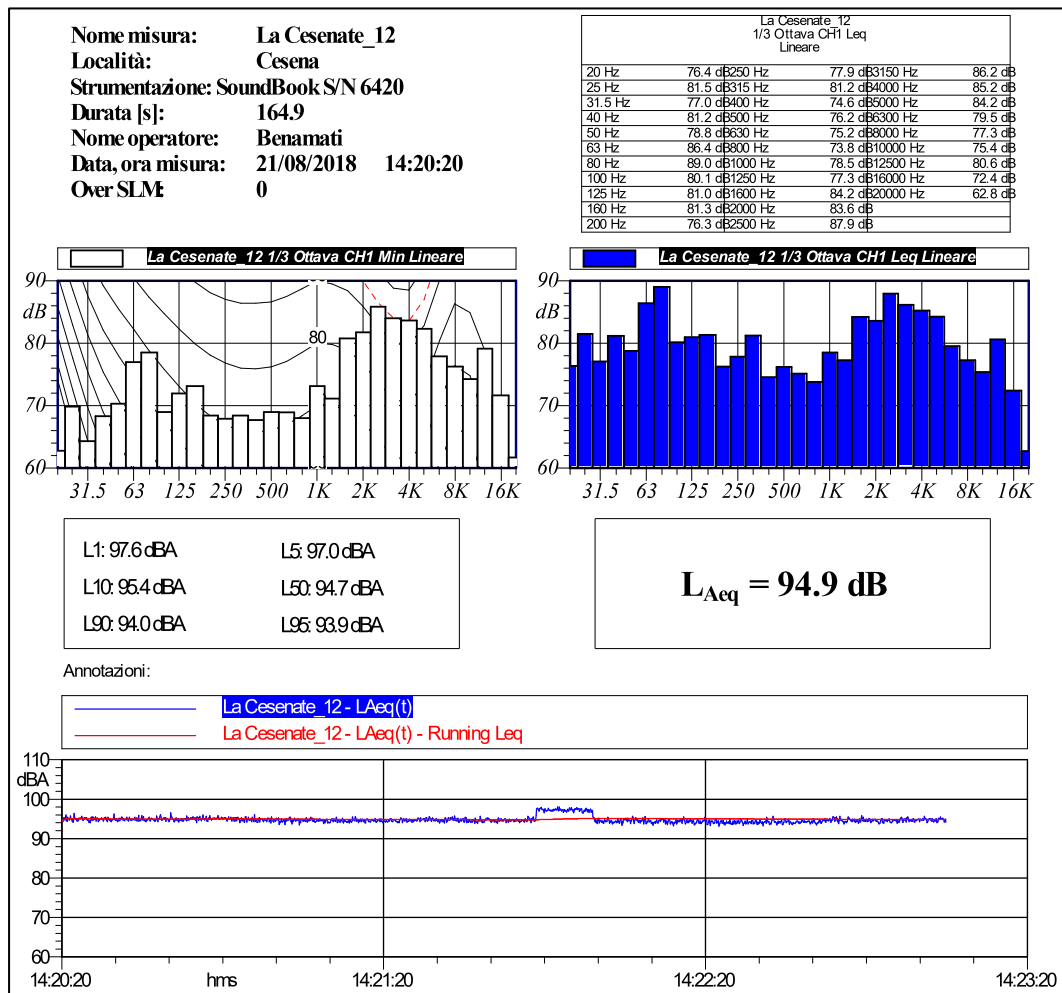 Nome misura: La Cesenate_12
Località: Cesena
Strumentazione: SoundBook S/N 6420
Durata [s]: 164.9
Nome operatore: Benamati
Data, ora misura: 21/08/2018 14:20:20
Over SLM: 0
La Cesenate_12
1/3 Ottava CH1 Leq
Lineare
20 Hz 76.4 dB 250 Hz 77.9 dB 3150 Hz 86.2 dB
25 Hz 81.5 dB 315 Hz 81.2 dB 4000 Hz 85.2 dB
31.5 Hz 77.0 dB 400 Hz 74.6 dB 5000 Hz 84.2 dB
40 Hz 81.2 dB 500 Hz 76.2 dB 6300 Hz 79.5 dB
50 Hz 78.8 dB 630 Hz 75.2 dB 8000 Hz 77.3 dB
63 Hz 86.4 dB 800 Hz 73.8 dB 10000 Hz 75.4 dB
80 Hz 89.0 dB 1000 Hz 78.5 dB 12500 Hz 80.6 dB
100 Hz 80.1 dB 1250 Hz 77.3 dB 16000 Hz 72.4 dB
125 Hz 81.0 dB 1600 Hz 84.2 dB 20000 Hz 62.8 dB
160 Hz 81.3 dB 2000 Hz 83.6 dB
200 Hz 76.3 dB 2500 Hz 87.9 dB
La Cesenate_12 1/3 Ottava CH1 Min Lineare
90
dB
80
70
60
80
31.5 63 125 250 500 1K 2K 4K 8K 16K
La Cesenate_12 1/3 Ottava CH1 Leq Lineare
90
dB
80
70
60
31.5 63 125 250 500 1K 2K 4K 8K 16K
L1: 97.6 dBA L5: 97.0 dBA
L10: 95.4 dBA L50: 94.7 dBA
L90: 94.0 dBA L95: 93.9 dBA
LAeq = 94.9 dB
Annotazioni:
La Cesenate_12 - LAeq(t)
La Cesenate_12 - LAeq(t) - Running Leq
110
dBA
100
90
80
70
60
14:20:20 hms 14:21:20 14:22:20 14:23:20